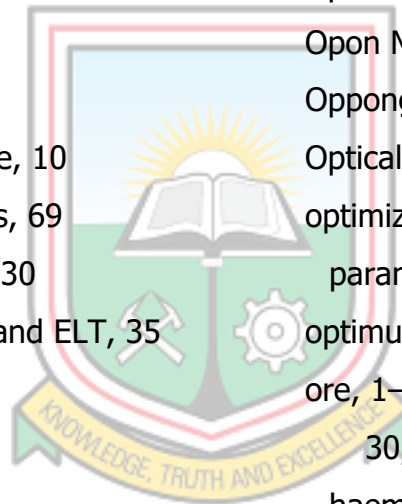 e, 10
s, 69
30
and ELT, 35
Opon
Oppong
Optical
optimiz
param
optimu
ore, 1–
30,
haem
KNOWLEDGE, TRUTH AND EXCELLENCE